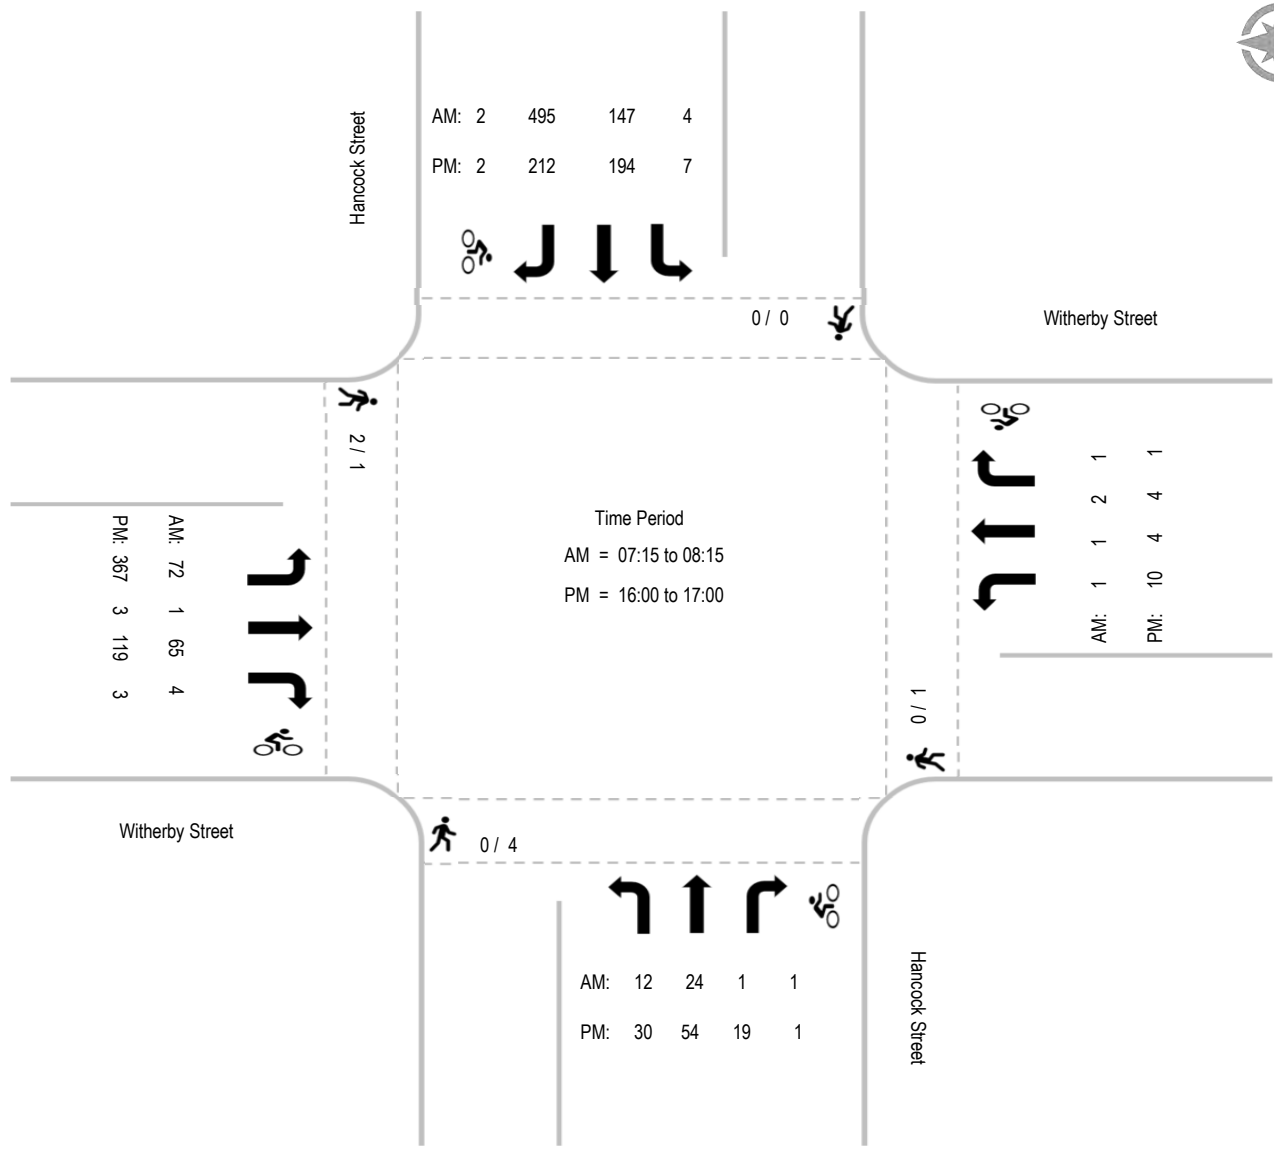 Hancock Street
AM: 2 495 147 4
PM: 2 212 194 7
0 / 0
Witherby Street
2 / 1
AM: 72 1 65 4
PM: 367 3 119 3
Time Period
AM = 07:15 to 08:15
PM = 16:00 to 17:00
AM: 1 1 2 1
PM: 10 4 4 1
0 / 1
Witherby Street
0 / 4
AM: 12 24 1 1
PM: 30 54 19 1
Hancock Street